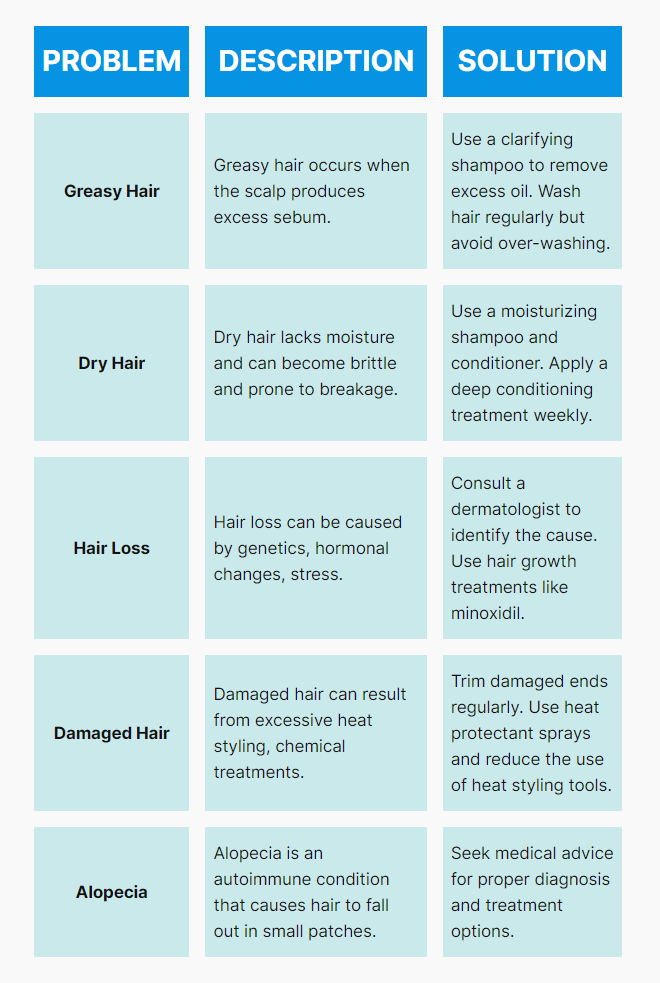 PROBLEM
DESCRIPTION
SOLUTION
Greasy Hair
Greasy hair occurs when
the scalp produces
excess sebum.
Use a clarifying
shampoo to remove
excess oil. Wash
hair regularly but
avoid over-washing.
Dry Hair
Dry hair lacks moisture
and can become brittle
and prone to breakage.
Use a moisturizing
shampoo and
conditioner. Apply a
deep conditioning
treatment weekly.
Hair Loss
Hair loss can be caused
by genetics, hormonal
changes, stress.
Consult a
dermatologist to
identify the cause.
Use hair growth
treatments like
minoxidil.
Damaged Hair
Damaged hair can result
from excessive heat
styling, chemical
treatments.
Trim damaged ends
regularly. Use heat
protectant sprays
and reduce the use
of heat styling tools.
Alopecia
Alopecia is an
autoimmune condition
that causes hair to fall
out in small patches.
Seek medical advice
for proper diagnosis
and treatment
options.